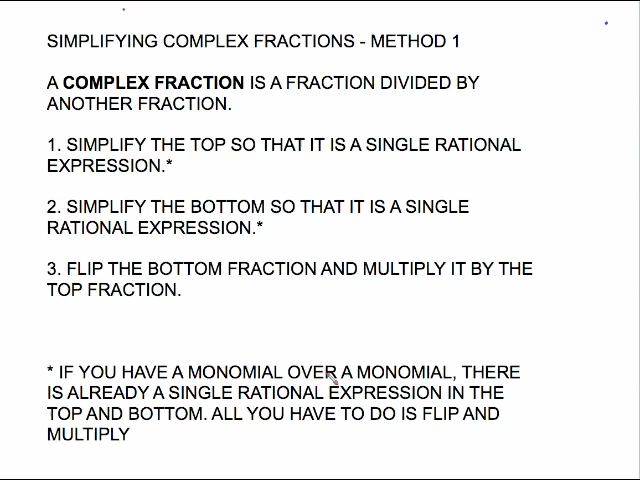 SIMPLIFYING COMPLEX FRACTIONS - METHOD 1
A COMPLEX FRACTION IS A FRACTION DIVIDED BY
ANOTHER FRACTION.
1. SIMPLIFY THE TOP SO THAT IT IS A SINGLE RATIONAL
EXPRESSION.*
2. SIMPLIFY THE BOTTOM SO THAT IT IS A SINGLE
RATIONAL EXPRESSION.*
3. FLIP THE BOTTOM FRACTION AND MULTIPLY IT BY THE
TOP FRACTION.
* IF YOU HAVE A MONOMIAL OVER A MONOMIAL, THERE
IS ALREADY A SINGLE RATIONAL EXPRESSION IN THE
TOP AND BOTTOM. ALL YOU HAVE TO DO IS FLIP AND
MULTIPLY